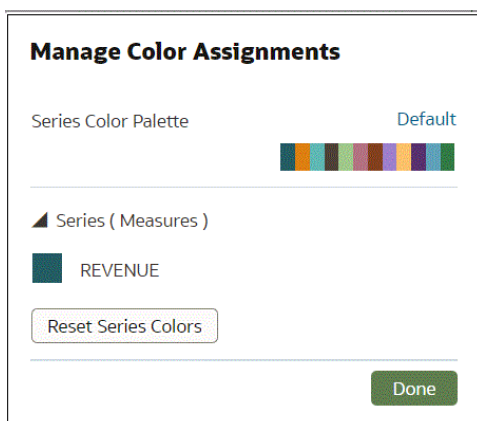 Manage Color Assignments
Series Color Palette Default
Series ( Measures )
REVENUE
Reset Series Colors
Done